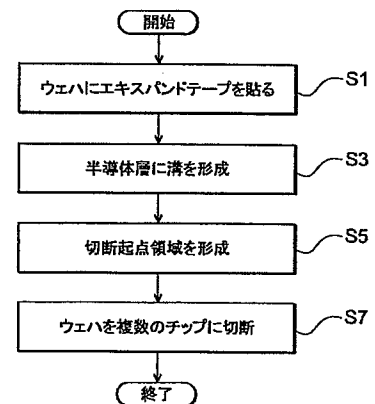 開始
ウェハにエキスパンドテープを貼る
S1
半導体層に溝を形成
S3
切断起点領域を形成
S5
ウェハを複数のチップに切断
S7
終了